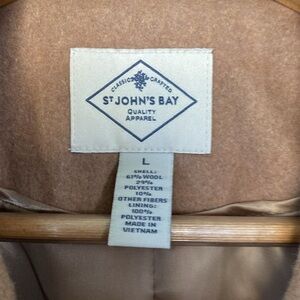 CLASSIC CRAFTED
ST JOHN'S BAY
QUALITY
APPAREL
L
SHELL:
61% WOOL
29%
POLYESTER
10%
OTHER FIBERS
LINING:
100%
POLYESTER
MADE IN
VIETNAM